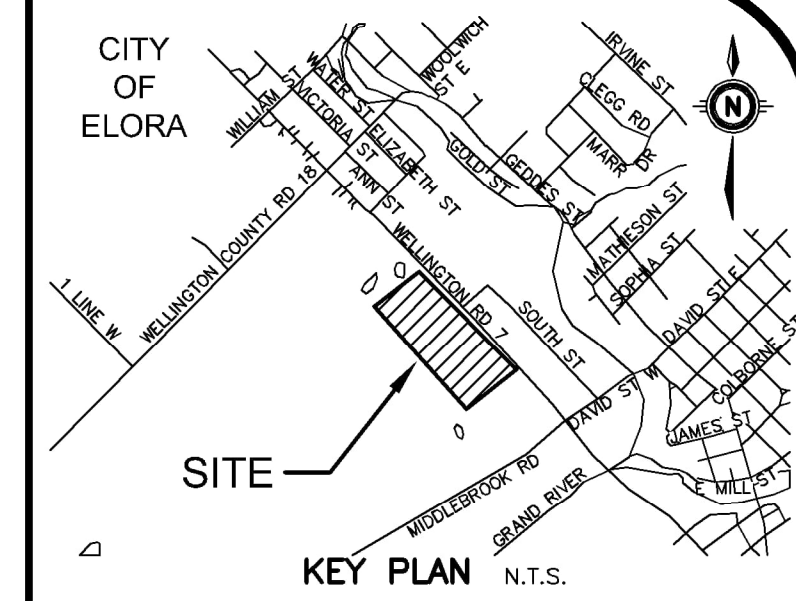 CITY
OF
ELORA
WILLIAM ST
VICTORIA ST
WATER ST
ELIZABETH ST
ANN ST
WOOLWICH
ST E
GOLD ST
GEDDES ST
IRVINE ST
CLEGG RD
MARR DR
N
MATHIESON ST
SOPHIA ST
DAVID ST E
COLBORNE ST
JAMES ST
E MILL ST
DAVID ST W
SOUTH ST
WELLINGTON RD 7
WELLINGTON COUNTY RD 18
1 LINE W
SITE
MIDDLEBROOK RD
GRAND RIVER
KEY PLAN N.T.S.